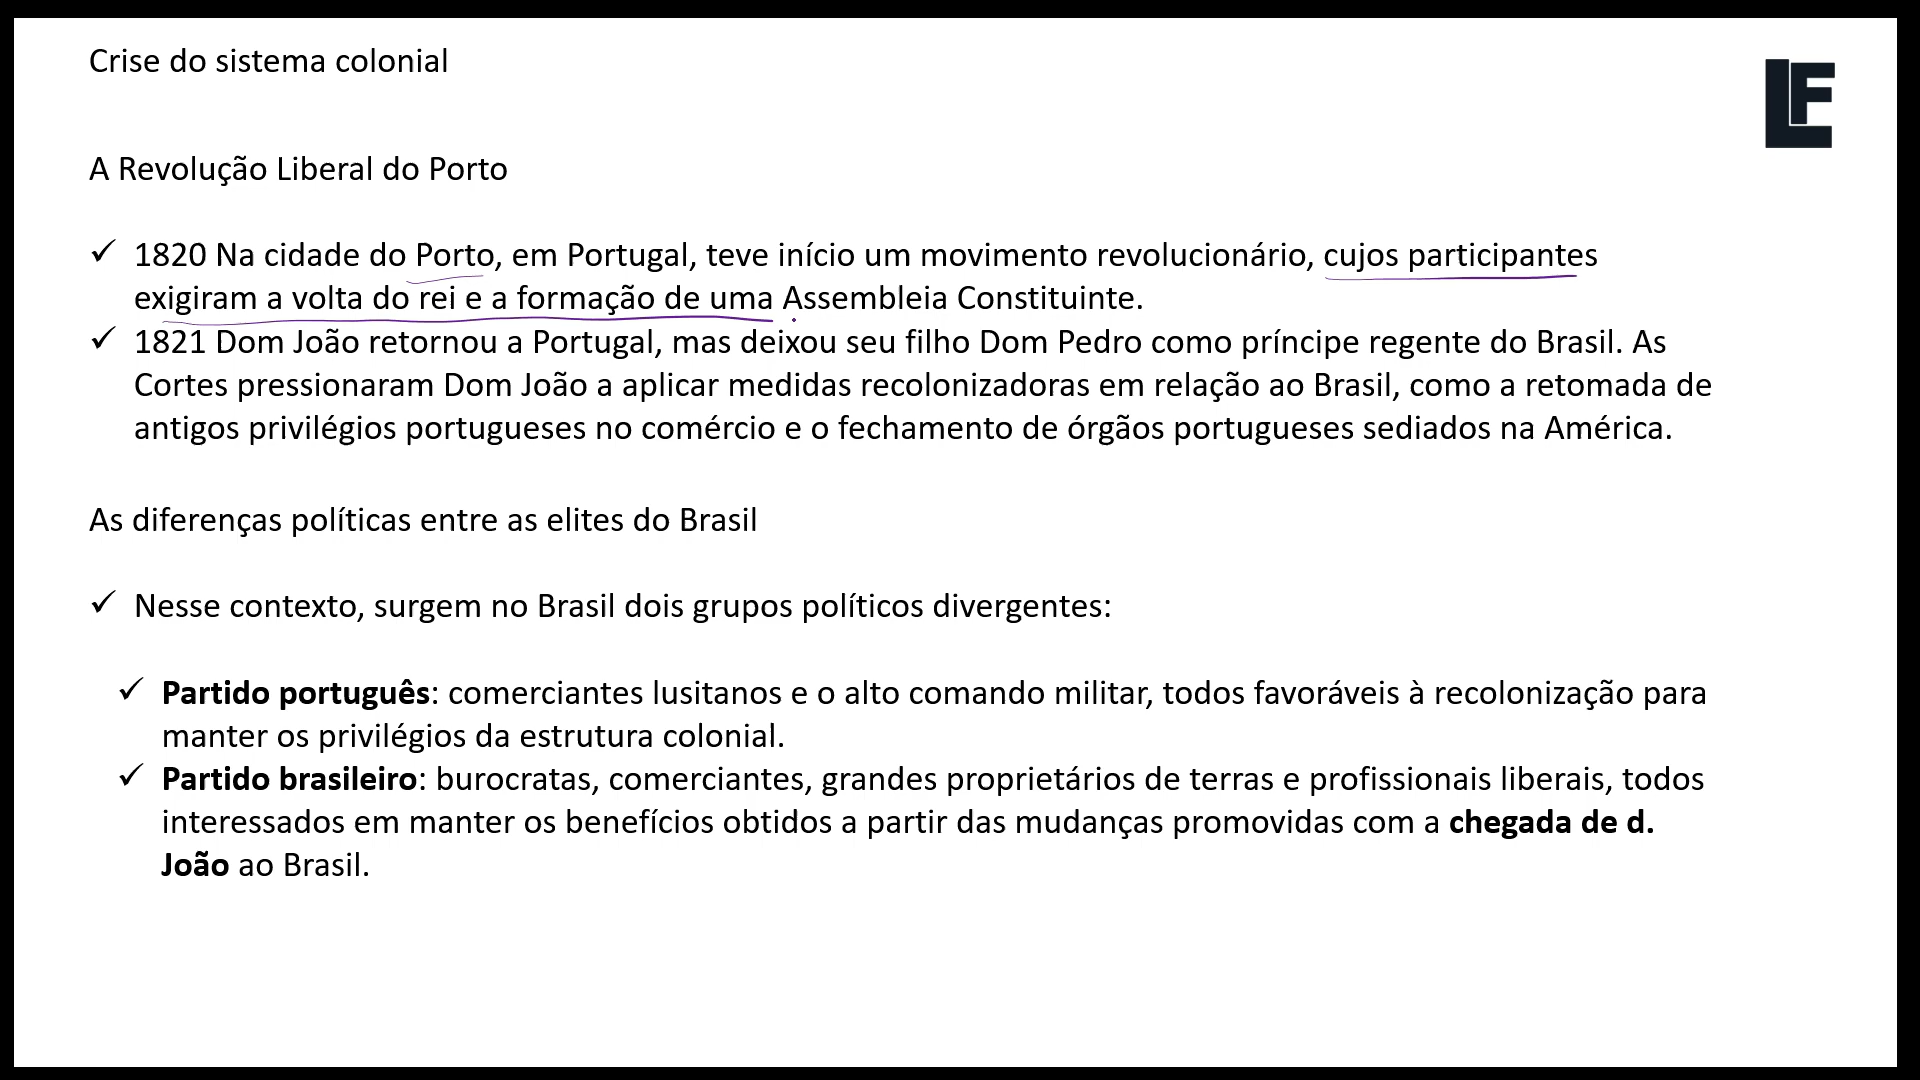 Crise do sistema colonial
LF
A Revolução Liberal do Porto
✓ 1820 Na cidade do Porto, em Portugal, teve início um movimento revolucionário, cujos participantes
exigiram a volta do rei e a formação de uma Assembleia Constituinte.
✓ 1821 Dom João retornou a Portugal, mas deixou seu filho Dom Pedro como príncipe regente do Brasil. As
Cortes pressionaram Dom João a aplicar medidas recolonizadoras em relação ao Brasil, como a retomada de
antigos privilégios portugueses no comércio e o fechamento de órgãos portugueses sediados na América.
As diferenças políticas entre as elites do Brasil
✓ Nesse contexto, surgem no Brasil dois grupos políticos divergentes:
✓ Partido português: comerciantes lusitanos e o alto comando militar, todos favoráveis à recolonização para
manter os privilégios da estrutura colonial.
✓ Partido brasileiro: burocratas, comerciantes, grandes proprietários de terras e profissionais liberais, todos
interessados em manter os benefícios obtidos a partir das mudanças promovidas com a chegada de d.
João ao Brasil.